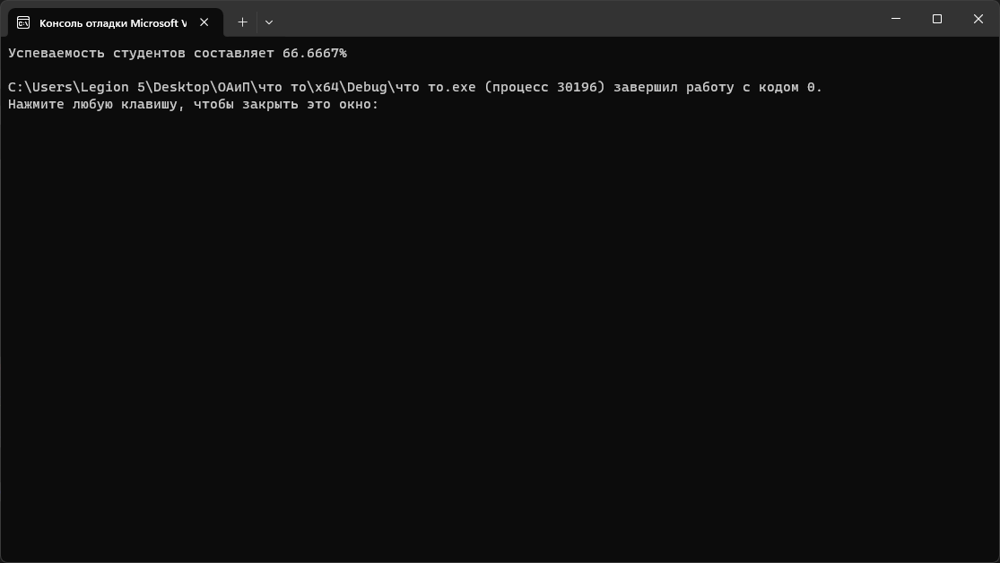 Консоль отладки Microsoft V
Успеваемость студентов составляет 66.6667%
C:\Users\Legion 5\Desktop\ОАиП\что то\x64\Debug\что то.exe (процесс 30196) завершил работу с кодом 0.
Нажмите любую клавишу, чтобы закрыть это окно: